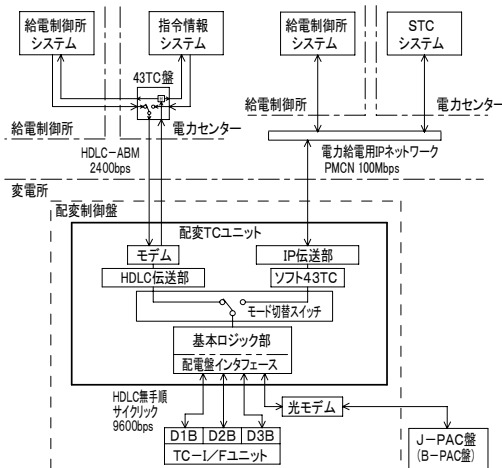 給電制御所
システム
指令情報
システム
給電制御所
システム
STC
システム
43TC盤
給電制御所
電力センター
給電制御所
電力センター
HDLC-ABM
2400bps
電力給電用IPネットワーク
PMCN 100Mbps
変電所
配変制御盤
配変TCユニット
モデム
IP伝送部
HDLC伝送部
ソフト43TC
モード切替スイッチ
基本ロジック部
配電盤インタフェース
HDLC無手順
サイクリック
9600bps
光モデム
D1B D2B D3B
TC-I/Fユニット
J-PAC盤
(B-PAC盤)